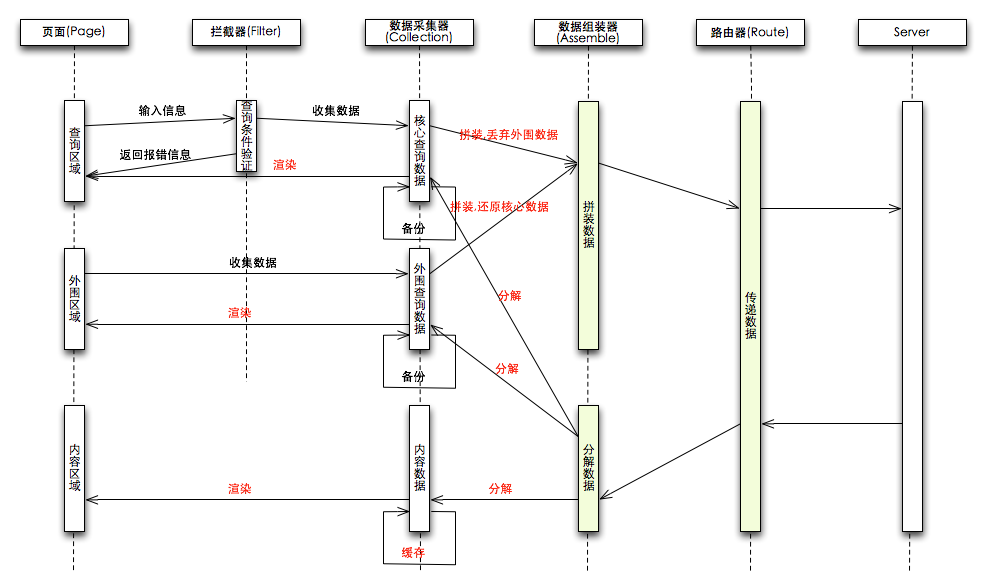 页面(Page)
拦截器(Filter)
数据采集器
(Collection)
数据组装器
(Assemble)
路由器(Route)
Server
输入信息
收集数据
查询条件验证
核心查询数据
拼装,丢弃外围数据
查询区域
返回报错信息
渲染
拼装,还原核心数据
拼装数据
备份
收集数据
外围区域
外围查询数据
分解
传递数据
渲染
分解
备份
内容区域
内容数据
分解数据
渲染
分解
缓存